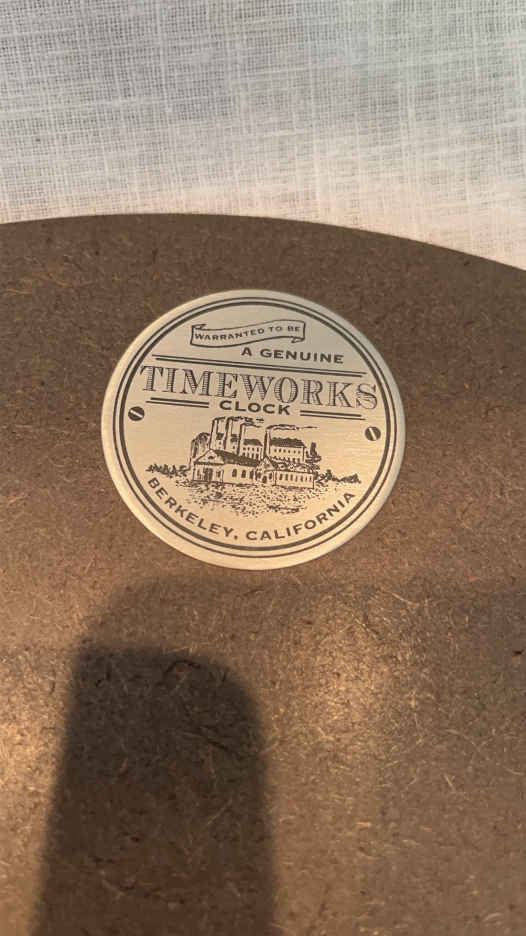 WARRANTED TO BE
A GENUINE
TIMEWORKS
CLOCK
BERKELEY, CALIFORNIA